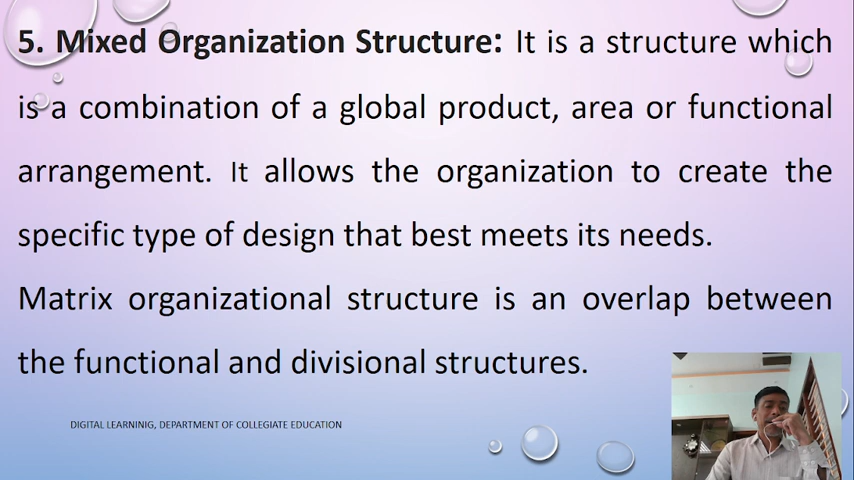 5. Mixed Organization Structure: It is a structure which
is a combination of a global product, area or functional
arrangement. It allows the organization to create the
specific type of design that best meets its needs.
Matrix organizational structure is an overlap between
the functional and divisional structures.
DIGITAL LEARNINIG, DEPARTMENT OF COLLEGIATE EDUCATION